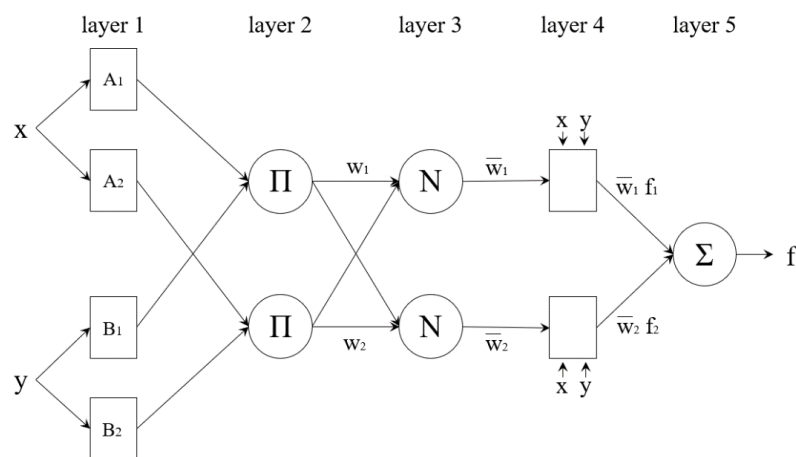 layer 1 layer 2 layer 3 layer 4 layer 5
A₁
x y
x
A₂ Π w₁ N w̅₁ w̅₁ f₁
Σ f
B₁ Π w₂ N w̅₂ w̅₂ f₂
y
x y
B₂